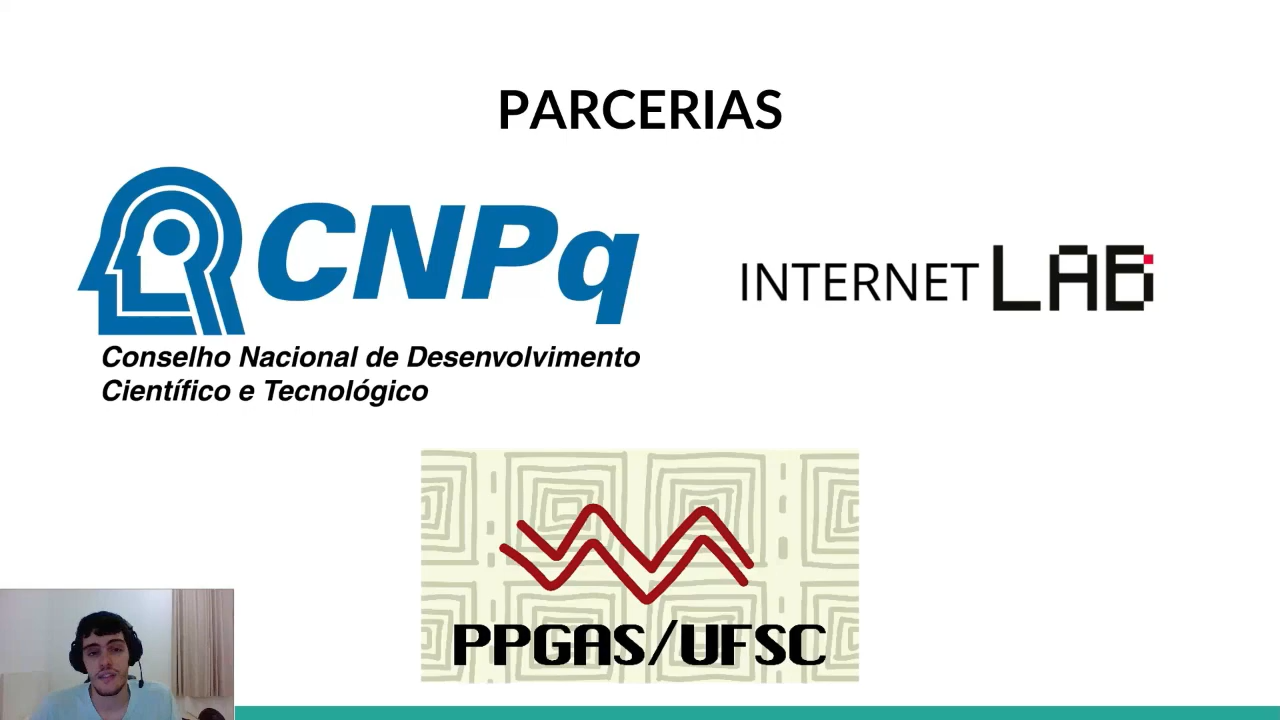 PARCERIAS
CNPq
Conselho Nacional de Desenvolvimento
Científico e Tecnológico
INTERNET LAB
PPGAS/UFSC